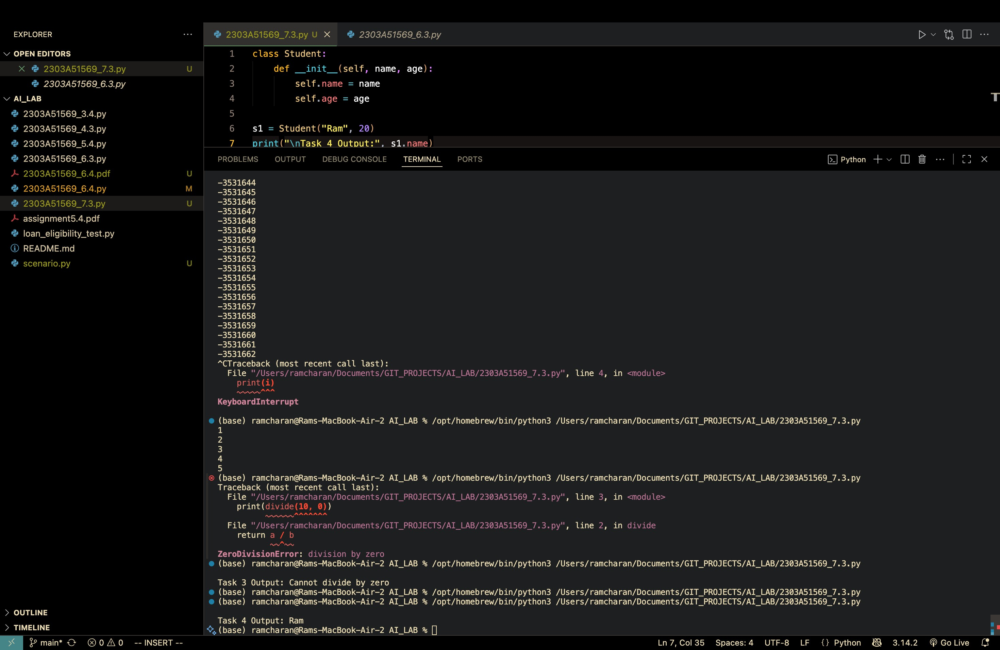 EXPLORER
OPEN EDITORS
2303A51569_7.3.py U
2303A51569_6.3.py
AI_LAB
2303A51569_3.4.py
2303A51569_4.3.py
2303A51569_5.4.py
2303A51569_6.3.py
2303A51569_6.4.pdf U
2303A51569_6.4.py M
2303A51569_7.3.py U
assignment5.4.pdf
loan_eligibility_test.py
README.md
scenario.py U
OUTLINE
TIMELINE
2303A51569_7.3.py U
2303A51569_6.3.py
1 class Student:
2 def __init__(self, name, age):
3 self.name = name
4 self.age = age
5
6 s1 = Student("Ram", 20)
7 print("\nTask 4 Output:", s1.name)
PROBLEMS OUTPUT DEBUG CONSOLE TERMINAL PORTS
Python
-3531644
-3531645
-3531646
-3531647
-3531648
-3531649
-3531650
-3531651
-3531652
-3531653
-3531654
-3531655
-3531656
-3531657
-3531658
-3531659
-3531660
-3531661
-3531662
^CTraceback (most recent call last):
File "/Users/ramcharan/Documents/GIT_PROJECTS/AI_LAB/2303A51569_7.3.py", line 4, in <module>
print(i)
~~~~~^^^
KeyboardInterrupt
(base) ramcharan@Rams-MacBook-Air-2 AI_LAB % /opt/homebrew/bin/python3 /Users/ramcharan/Documents/GIT_PROJECTS/AI_LAB/2303A51569_7.3.py
1
2
3
4
5
(base) ramcharan@Rams-MacBook-Air-2 AI_LAB % /opt/homebrew/bin/python3 /Users/ramcharan/Documents/GIT_PROJECTS/AI_LAB/2303A51569_7.3.py
Traceback (most recent call last):
File "/Users/ramcharan/Documents/GIT_PROJECTS/AI_LAB/2303A51569_7.3.py", line 3, in <module>
print(divide(10, 0))
~~~~~~^^^^^^^
File "/Users/ramcharan/Documents/GIT_PROJECTS/AI_LAB/2303A51569_7.3.py", line 2, in divide
return a / b
~~^~~
ZeroDivisionError: division by zero
(base) ramcharan@Rams-MacBook-Air-2 AI_LAB % /opt/homebrew/bin/python3 /Users/ramcharan/Documents/GIT_PROJECTS/AI_LAB/2303A51569_7.3.py
Task 3 Output: Cannot divide by zero
(base) ramcharan@Rams-MacBook-Air-2 AI_LAB % /opt/homebrew/bin/python3 /Users/ramcharan/Documents/GIT_PROJECTS/AI_LAB/2303A51569_7.3.py
(base) ramcharan@Rams-MacBook-Air-2 AI_LAB % /opt/homebrew/bin/python3 /Users/ramcharan/Documents/GIT_PROJECTS/AI_LAB/2303A51569_7.3.py
Task 4 Output: Ram
(base) ramcharan@Rams-MacBook-Air-2 AI_LAB %
main* 0 0 -- INSERT -- Ln 7, Col 35 Spaces: 4 UTF-8 LF {} Python 3.14.2 Go Live